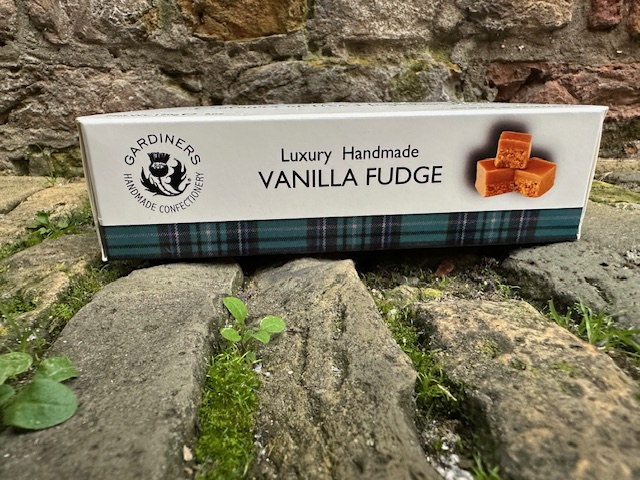 GARDINERS
HANDMADE CONFECTIONERY
Luxury Handmade
VANILLA FUDGE